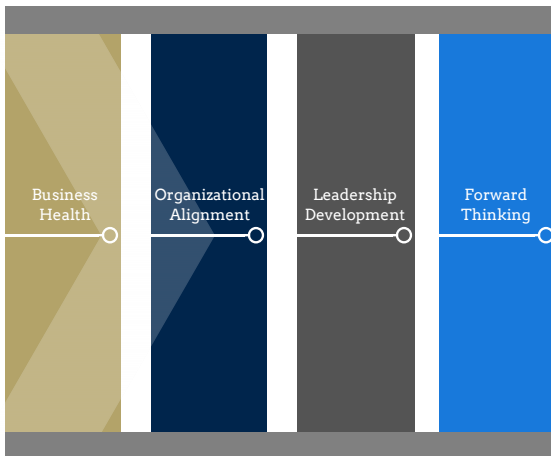 Business
Health
Organizational
Alignment
Leadership
Development
Forward
Thinking